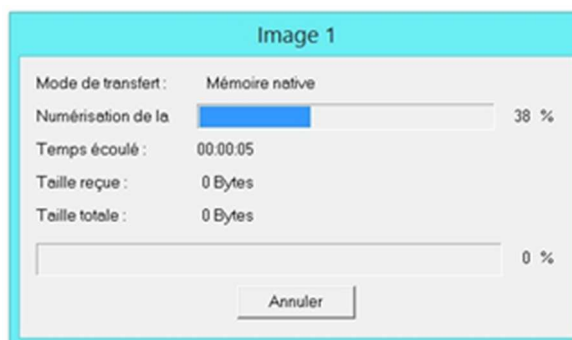 Image 1
Mode de transfert : Mémoire native
Numérisation de la 38 %
Temps écoulé : 00:00:05
Taille reçue : 0 Bytes
Taille totale : 0 Bytes
0 %
Annuler